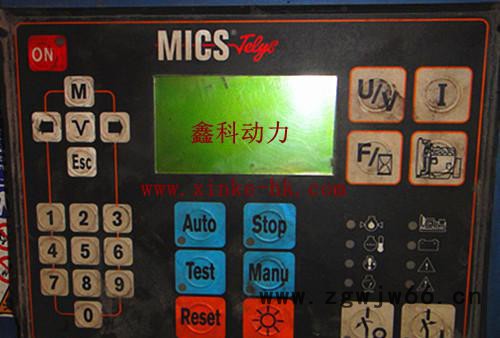 MICS Telys
ON
M
U/V
I
V
Esc
鑫科动力
F/
www.xinke-hk.com
1 2 3
4 5 6
7 8 9
0
Auto
Stop
Test
Manu
Reset
www.zgwjw66.cn